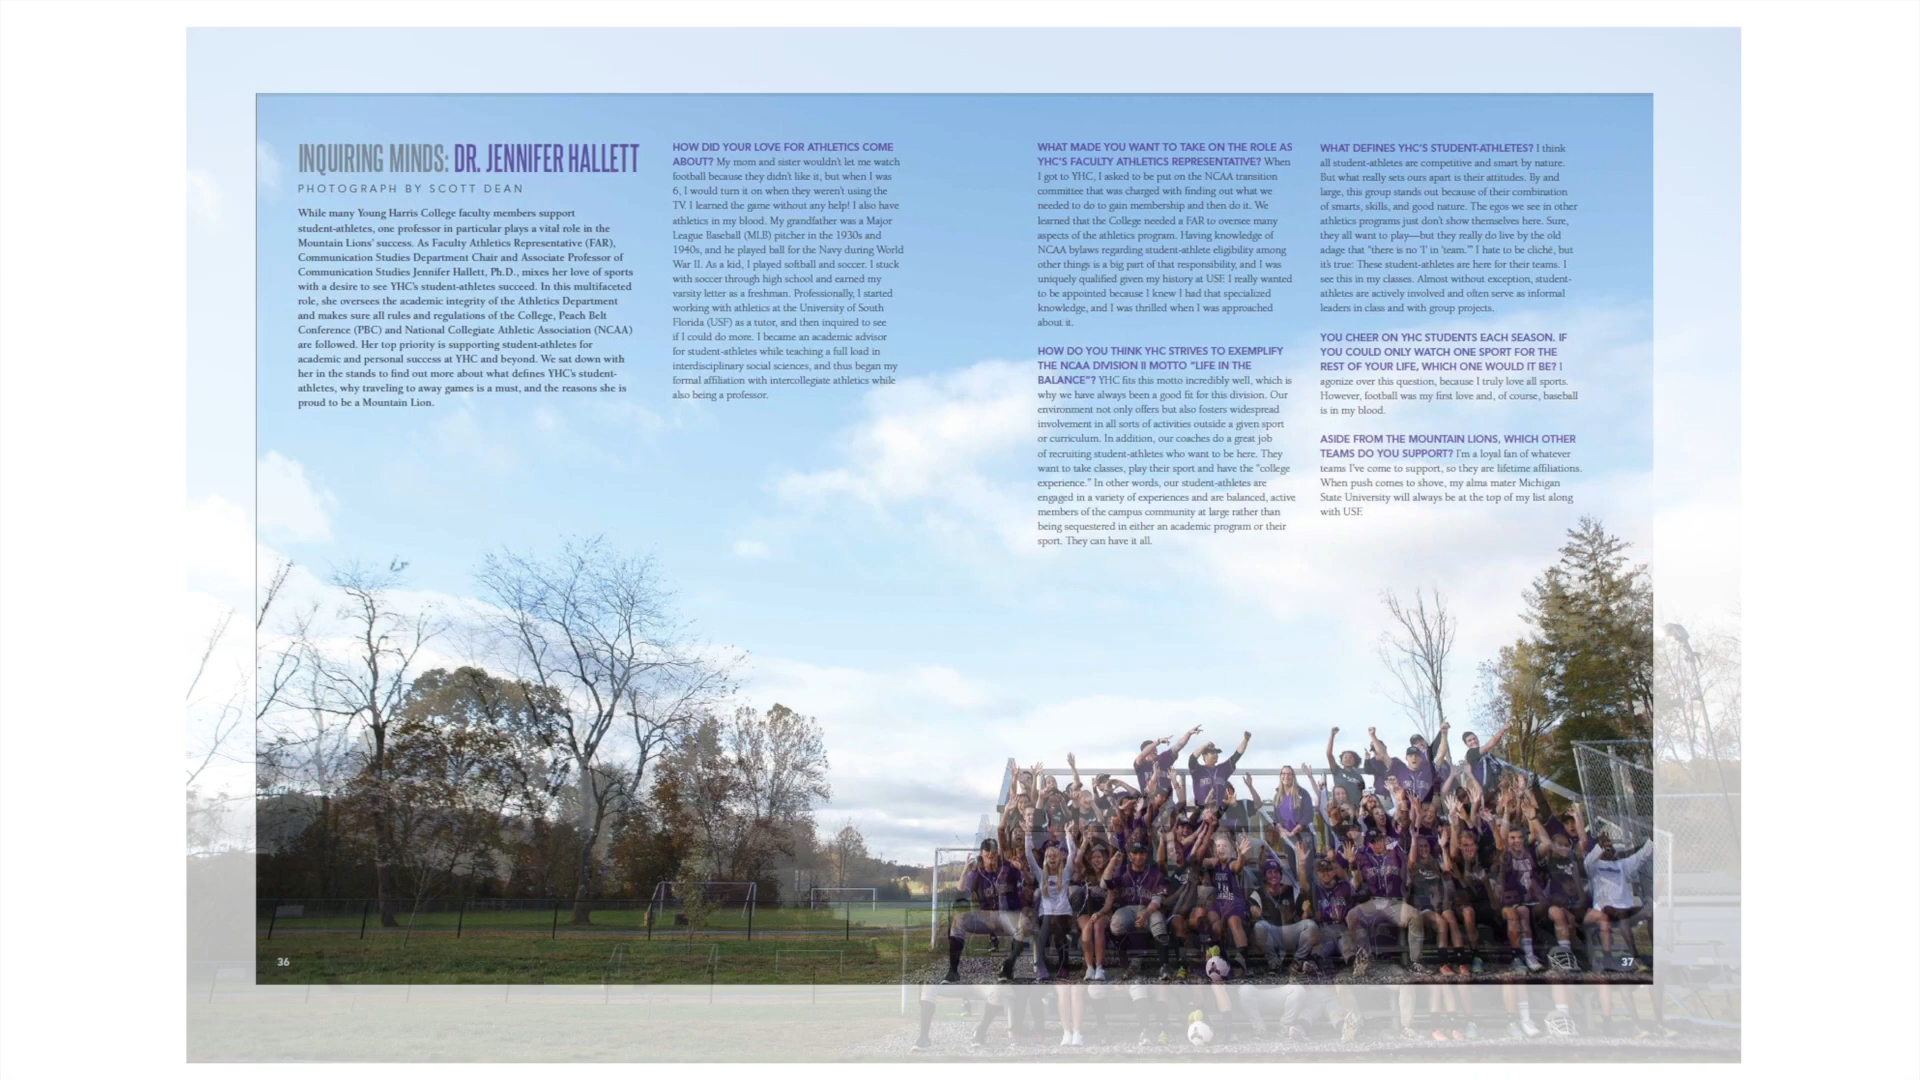 INQUIRING MINDS: DR. JENNIFER HALLETT
PHOTOGRAPH BY SCOTT DEAN
While many Young Harris College faculty members support
student-athletes, one professor in particular plays a vital role in the
Mountain Lions' success. As Faculty Athletics Representative (FAR),
Communication Studies Department Chair and Associate Professor of
Communication Studies Jennifer Hallett, Ph.D., mixes her love of sports
with a desire to see YHC's student-athletes succeed. In this multifaceted
role, she oversees the academic integrity of the Athletics Department
and makes sure all rules and regulations of the College, Peach Belt
Conference (PBC) and National Collegiate Athletic Association (NCAA)
are followed. Her top priority is supporting student-athletes for
academic and personal success at YHC and beyond. We sat down with
her in the stands to find out more about what defines YHC's student-
athletes, why traveling to away games is a must, and the reasons she is
proud to be a Mountain Lion.
HOW DID YOUR LOVE FOR ATHLETICS COME
ABOUT? My mom and sister wouldn't let me watch
football because they didn't like it, but when I was
6, I would turn it on when they weren't using the
TV. I learned the game without any help! I also have
athletics in my blood. My grandfather was a Major
League Baseball (MLB) pitcher in the 1930s and
1940s, and he played ball for the Navy during World
War II. As a kid, I played softball and soccer. I stuck
with soccer through high school and earned my
varsity letter as a freshman. Professionally, I started
working with athletics at the University of South
Florida (USF) as a tutor, and then inquired to see
if I could do more. I became an academic advisor
for student-athletes while teaching a full load in
interdisciplinary social sciences, and thus began my
formal affiliation with intercollegiate athletics while
also being a professor.
WHAT MADE YOU WANT TO TAKE ON THE ROLE AS
YHC'S FACULTY ATHLETICS REPRESENTATIVE? When
I got to YHC, I asked to be put on the NCAA transition
committee that was charged with finding out what we
needed to do to gain membership and then do it. We
learned that the College needed a FAR to oversee many
aspects of the athletics program. Having knowledge of
NCAA bylaws regarding student-athlete eligibility among
other things is a big part of that responsibility, and I was
uniquely qualified given my history at USF. I really wanted
to be appointed because I knew I had that specialized
knowledge, and I was thrilled when I was approached
about it.
HOW DO YOU THINK YHC STRIVES TO EXEMPLIFY
THE NCAA DIVISION II MOTTO "LIFE IN THE
BALANCE"? YHC fits this motto incredibly well, which is
why we have always been a good fit for this division. Our
environment not only offers but also fosters widespread
involvement in all sorts of activities outside a given sport
or curriculum. In addition, our coaches do a great job
of recruiting student-athletes who want to be here. They
want to take classes, play their sport and have the "college
experience." In other words, our student-athletes are
engaged in a variety of experiences and are balanced, active
members of the campus community at large rather than
being sequestered in either an academic program or their
sport. They can have it all.
WHAT DEFINES YHC'S STUDENT-ATHLETES? I think
all student-athletes are competitive and smart by nature.
But what really sets ours apart is their attitudes. By and
large, this group stands out because of their combination
of smarts, skills, and good nature. The egos we see in other
athletics programs just don't show themselves here. Sure,
they all want to play—but they really do live by the old
adage that "there is no 'I' in 'team.'" I hate to be cliché, but
it's true: These student-athletes are here for their teams. I
see this in my classes. Almost without exception, student-
athletes are actively involved and often serve as informal
leaders in class and with group projects.
YOU CHEER ON YHC STUDENTS EACH SEASON. IF
YOU COULD ONLY WATCH ONE SPORT FOR THE
REST OF YOUR LIFE, WHICH ONE WOULD IT BE? I
agonize over this question, because I truly love all sports.
However, football was my first love and, of course, baseball
is in my blood.
ASIDE FROM THE MOUNTAIN LIONS, WHICH OTHER
TEAMS DO YOU SUPPORT? I'm a loyal fan of whatever
teams I've come to support, so they are lifetime affiliations.
When push comes to shove, my alma mater Michigan
State University will always be at the top of my list along
with USF.
36
37